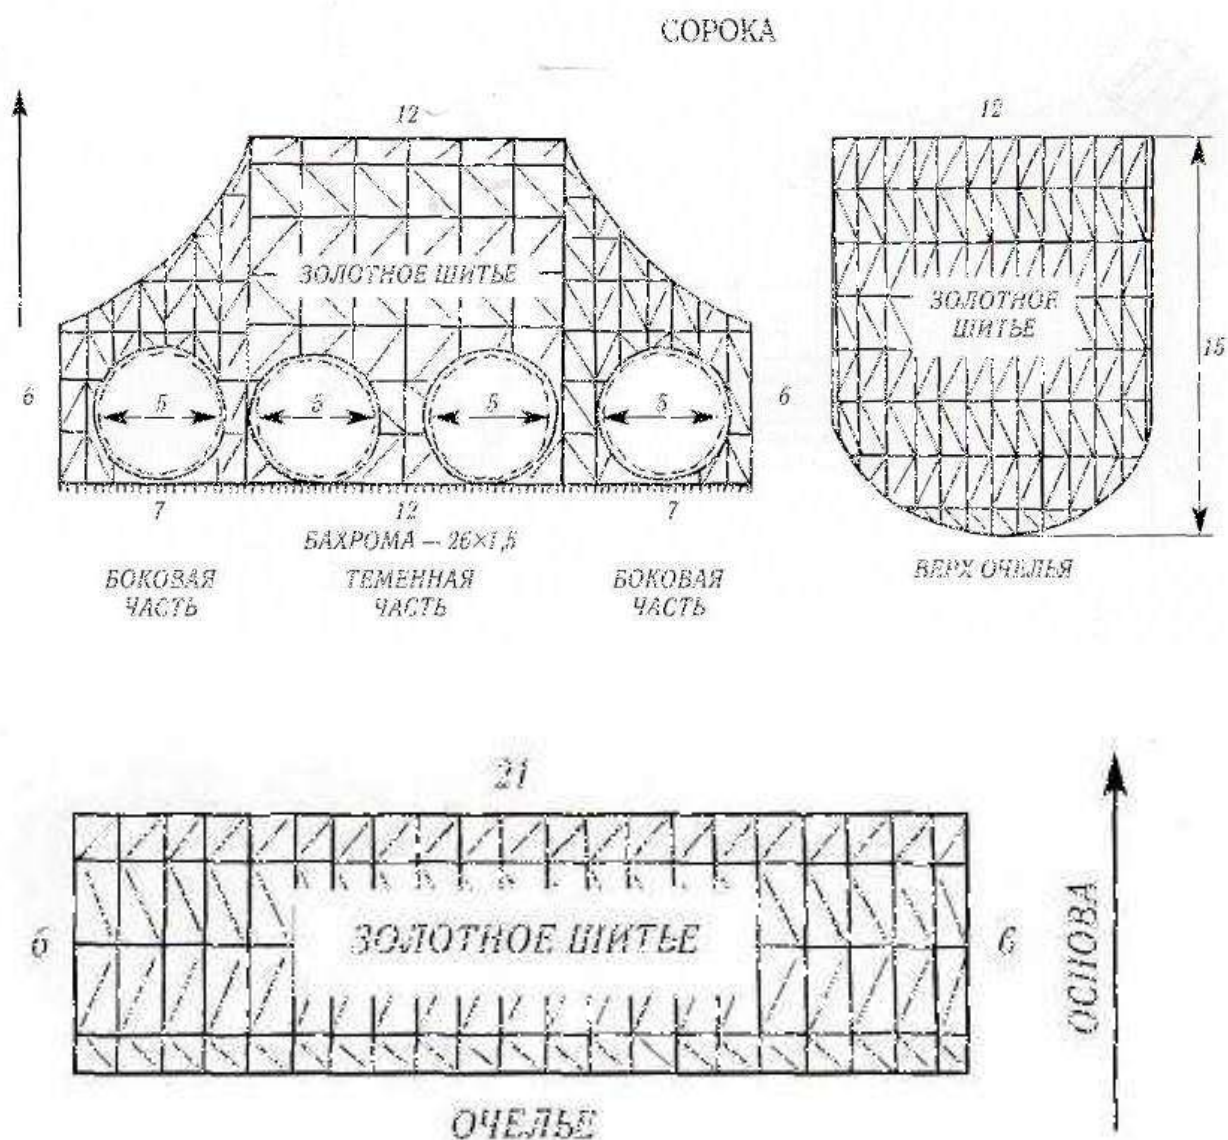 СОРОКА
12
12
ЗОЛОТНОЕ ШИТЬЕ
ЗОЛОТНОЕ
ШИТЬЕ
15
6
5
5
5
6
7
12
7
БАХРОМА — 26×1,5
БОКОВАЯ
ЧАСТЬ
ТЕМЕННАЯ
ЧАСТЬ
БОКОВАЯ
ЧАСТЬ
ВЕРХ ОЧЕЛЬЯ
21
6
ЗОЛОТНОЕ ШИТЬЕ
6
ОСНОВА
ОЧЕЛЬЕ